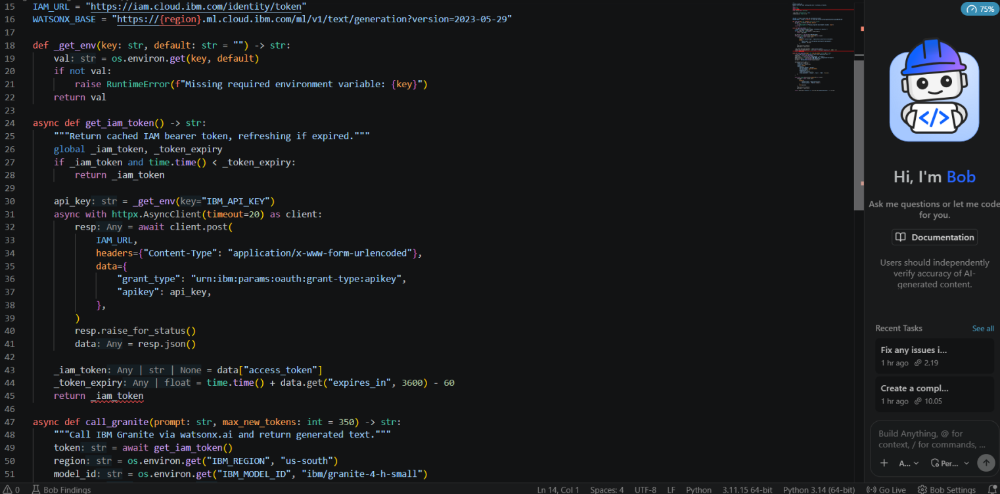 15 IAM_URL = "https://iam.cloud.ibm.com/identity/token"
16 WATSONX_BASE = "https://{region}.ml.cloud.ibm.com/ml/v1/text/generation?version=2023-05-29"
17
18 def _get_env(key: str, default: str = "") -> str:
19     val: str = os.environ.get(key, default)
20     if not val:
21         raise RuntimeError(f"Missing required environment variable: {key}")
22     return val
23
24 async def get_iam_token() -> str:
25     """Return cached IAM bearer token, refreshing if expired."""
26     global _iam_token, _token_expiry
27     if _iam_token and time.time() < _token_expiry:
28         return _iam_token
29
30     api_key: str = _get_env(key="IBM_API_KEY")
31     async with httpx.AsyncClient(timeout=20) as client:
32         resp: Any = await client.post(
33             IAM_URL,
34             headers={"Content-Type": "application/x-www-form-urlencoded"},
35             data={
36                 "grant_type": "urn:ibm:params:oauth:grant-type:apikey",
37                 "apikey": api_key,
38             },
39         )
40         resp.raise_for_status()
41         data: Any = resp.json()
42
43     _iam_token: Any | str | None = data["access_token"]
44     _token_expiry: Any | float = time.time() + data.get("expires_in", 3600) - 60
45     return _iam_token
46
47 async def call_granite(prompt: str, max_new_tokens: int = 350) -> str:
48     """Call IBM Granite via watsonx.ai and return generated text."""
49     token: str = await get_iam_token()
50     region: str = os.environ.get("IBM_REGION", "us-south")
51     model_id: str = os.environ.get("IBM_MODEL_ID", "ibm/granite-4-h-small")
75%
</>
Hi, I'm Bob
Ask me questions or let me code
for you.
Documentation
Users should independently
verify accuracy of AI-
generated content.
Recent Tasks See all
Fix any issues i...
1 hr ago 2.19
Create a compl...
1 hr ago 10.05
Build Anything, @ for
context, / for commands, ...
+ A... Per...
0 Bob Findings Ln 14, Col 1 Spaces: 4 UTF-8 LF Python 3.11.15 64-bit Python 3.14 (64-bit) Go Live Bob Settings